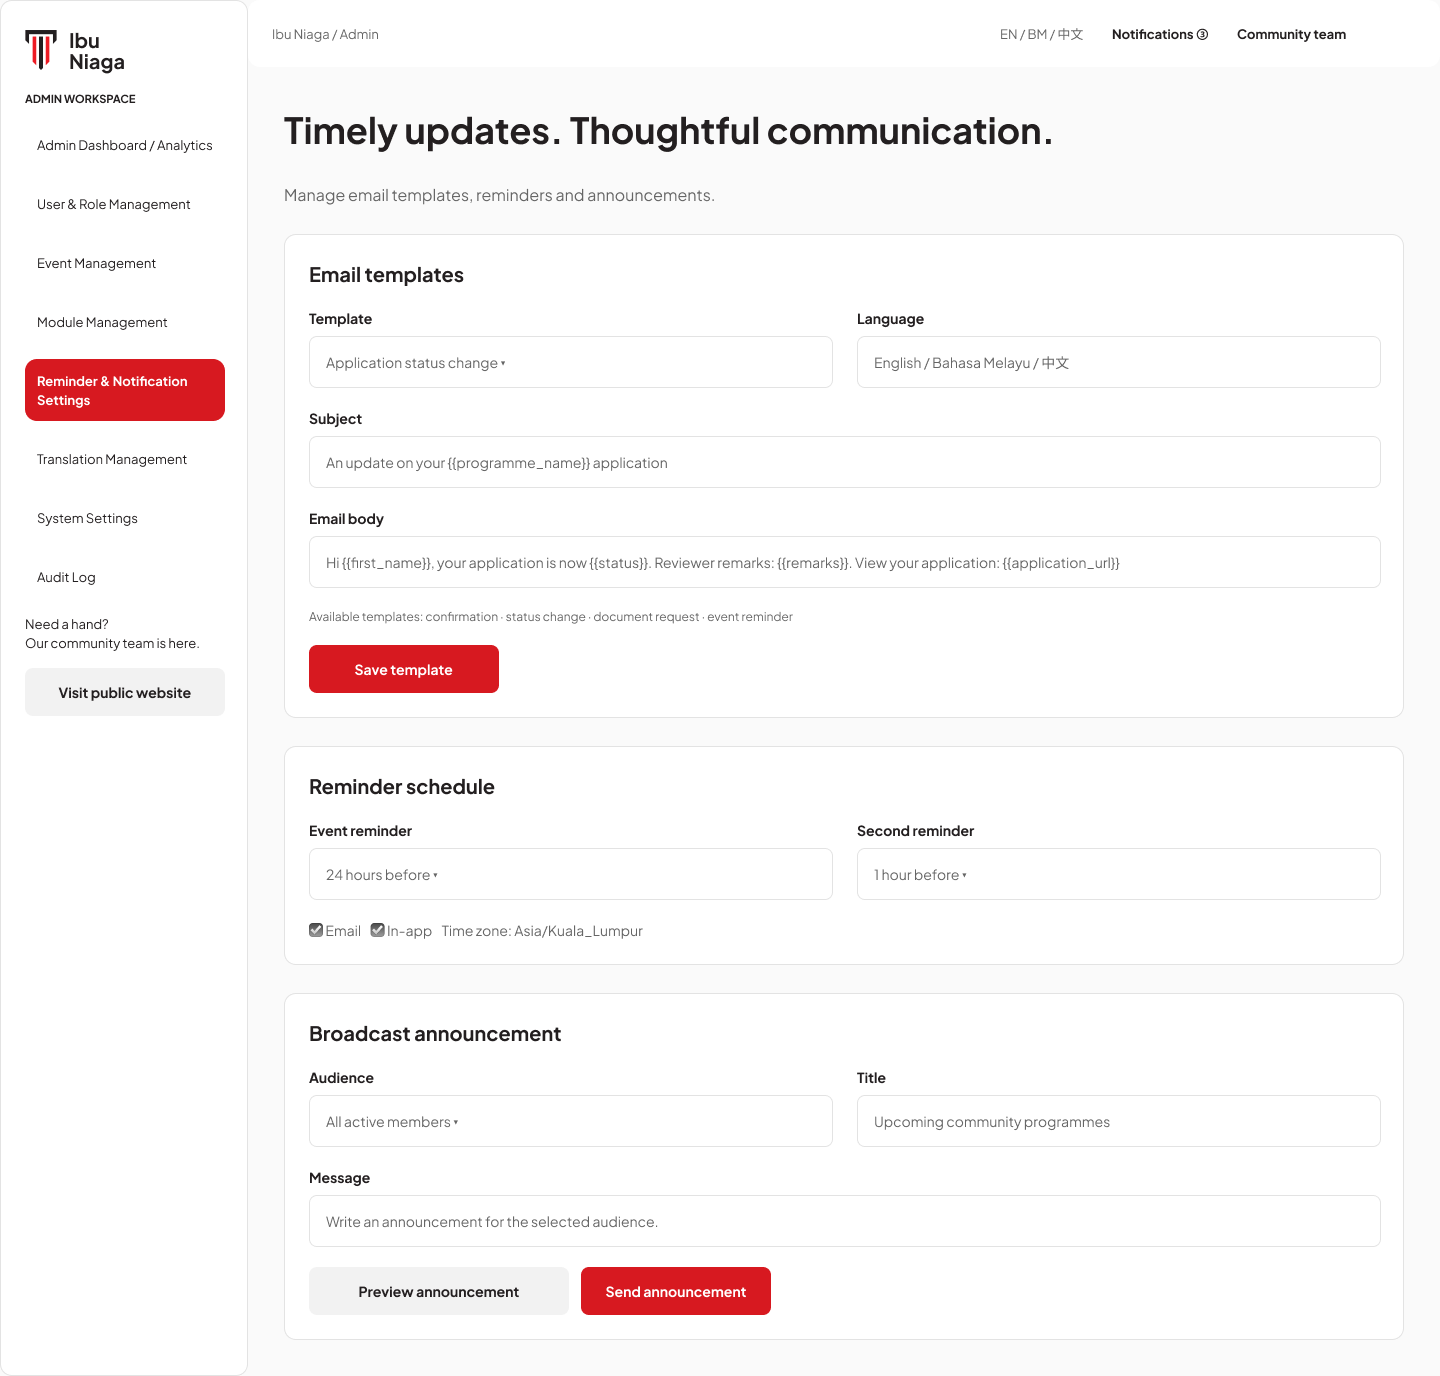 Ibu
Niaga
ADMIN WORKSPACE
Admin Dashboard / Analytics
User & Role Management
Event Management
Module Management
Reminder & Notification
Settings
Translation Management
System Settings
Audit Log
Need a hand?
Our community team is here.
Visit public website
Ibu Niaga / Admin
EN / BM / 中文
Notifications ③
Community team
Timely updates. Thoughtful communication.
Manage email templates, reminders and announcements.
Email templates
Template
Language
Application status change ▾
English / Bahasa Melayu / 中文
Subject
An update on your {{programme_name}} application
Email body
Hi {{first_name}}, your application is now {{status}}. Reviewer remarks: {{remarks}}. View your application: {{application_url}}
Available templates: confirmation · status change · document request · event reminder
Save template
Reminder schedule
Event reminder
Second reminder
24 hours before ▾
1 hour before ▾
Email In-app Time zone: Asia/Kuala_Lumpur
Broadcast announcement
Audience
Title
All active members ▾
Upcoming community programmes
Message
Write an announcement for the selected audience.
Preview announcement
Send announcement